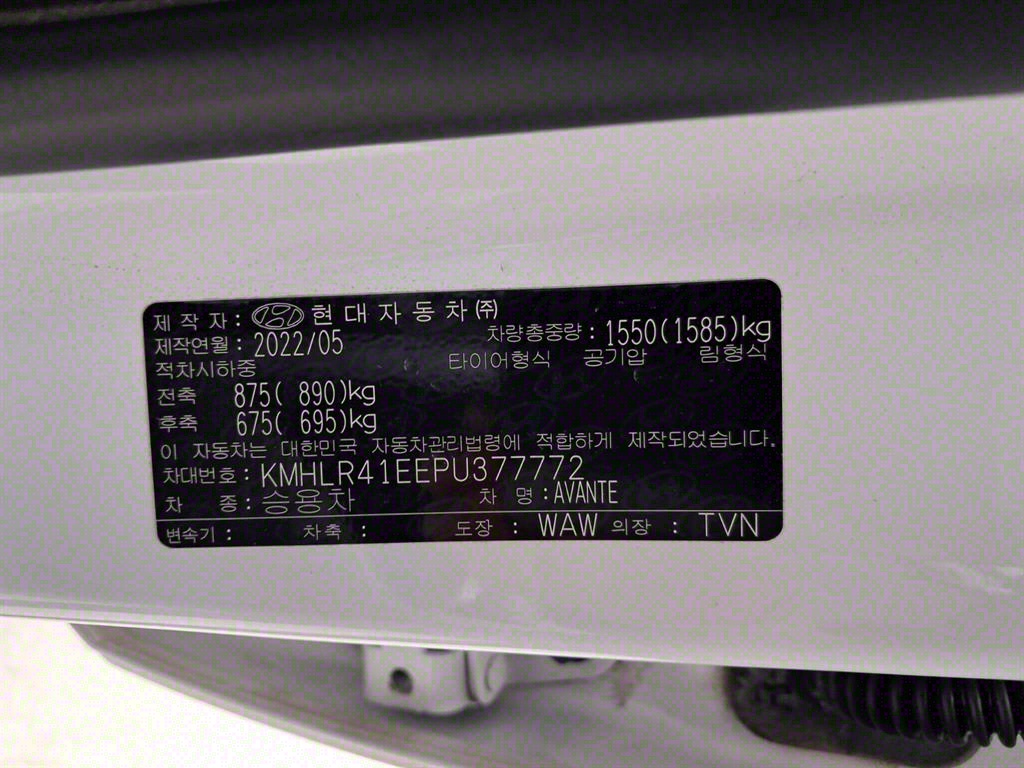 제 작 자 : 현 대 자 동 차 ㈜
제작연월 : 2022/05 차량총중량 : 1550(1585)kg
적차시하중 타이어형식 공기압 림형식
전축 875( 890)kg
후축 675( 695)kg
이 자동차는 대한민국 자동차관리법령에 적합하게 제작되었습니다.
차대번호 : KMHLR41EEPU377772
차 종 : 승용차 차 명 : AVANTE
변속기 : 차축 : 도장 : WAW 의장 : TVN